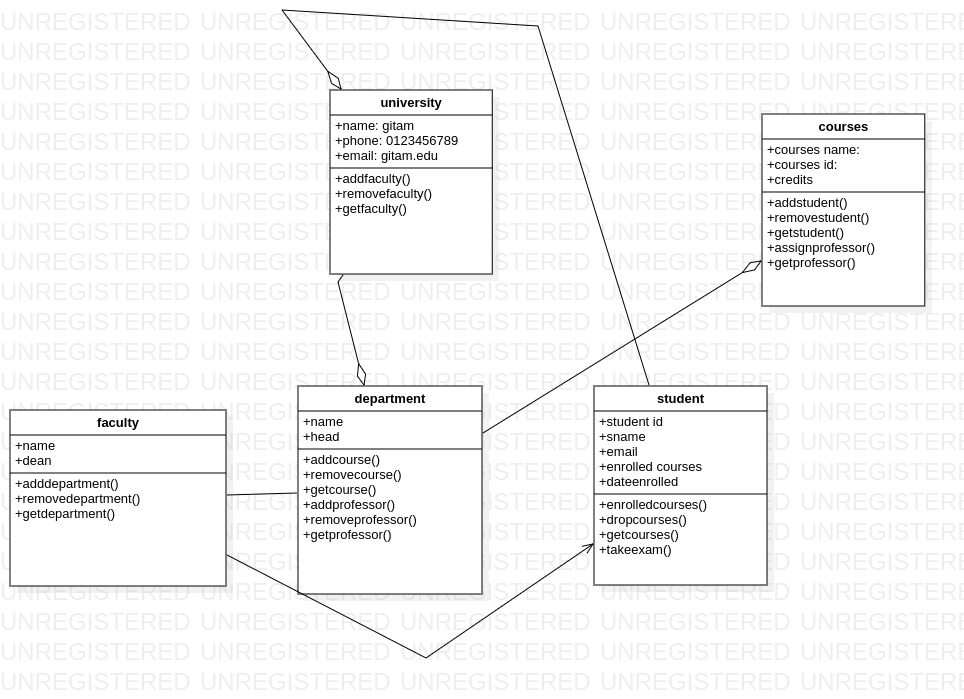 UNREGISTERED UNREGISTERED UNREGISTERED UNREGISTERED UNREGISTERED
university
+name: gitam
+phone: 0123456789
+email: gitam.edu
+addfaculty()
+removefaculty()
+getfaculty()
courses
+courses name:
+courses id:
+credits
+addstudent()
+removestudent()
+getstudent()
+assignprofessor()
+getprofessor()
faculty
+name
+dean
+adddepartment()
+removedepartment()
+getdepartment()
department
+name
+head
+addcourse()
+removecourse()
+getcourse()
+addprofessor()
+removeprofessor()
+getprofessor()
student
+student id
+sname
+email
+enrolled courses
+dateenrolled
+enrolledcourses()
+dropcourses()
+getcourses()
+takeexam()